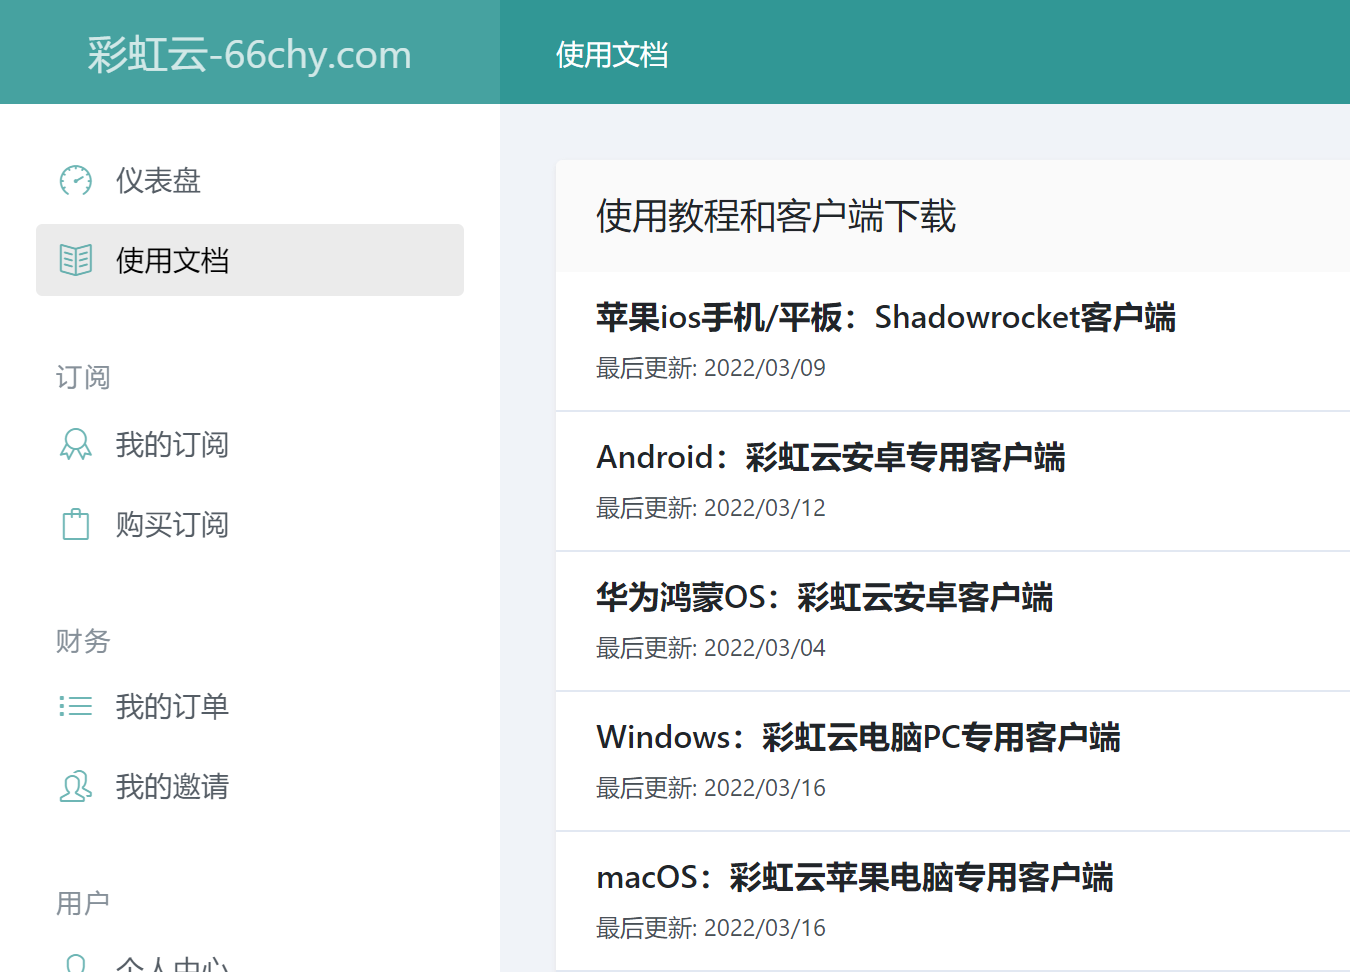 彩虹云-66chy.com
使用文档
仪表盘
使用文档
订阅
我的订阅
购买订阅
财务
我的订单
我的邀请
用户
个人中心
使用教程和客户端下载
苹果ios手机/平板：Shadowrocket客户端
最后更新: 2022/03/09
Android：彩虹云安卓专用客户端
最后更新: 2022/03/12
华为鸿蒙OS：彩虹云安卓客户端
最后更新: 2022/03/04
Windows：彩虹云电脑PC专用客户端
最后更新: 2022/03/16
macOS：彩虹云苹果电脑专用客户端
最后更新: 2022/03/16